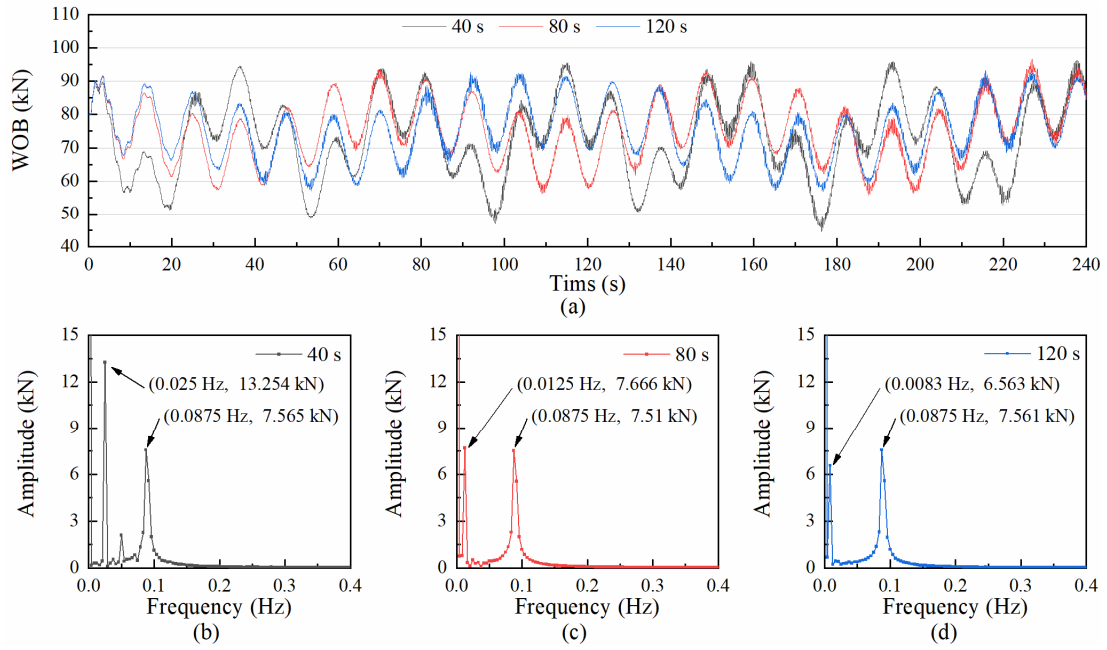 40 s 80 s 120 s
110
100
90
80
70
60
50
40
WOB (kN)
0 20 40 60 80 100 120 140 160 180 200 220 240
Tims (s)
(a)
15
12
9
6
3
0
Amplitude (kN)
40 s
(0.025 Hz, 13.254 kN)
(0.0875 Hz, 7.565 kN)
0.0 0.1 0.2 0.3 0.4
Frequency (Hz)
(b)
15
12
9
6
3
0
Amplitude (kN)
80 s
(0.0125 Hz, 7.666 kN)
(0.0875 Hz, 7.51 kN)
0.0 0.1 0.2 0.3 0.4
Frequency (Hz)
(c)
15
12
9
6
3
0
Amplitude (kN)
120 s
(0.0083 Hz, 6.563 kN)
(0.0875 Hz, 7.561 kN)
0.0 0.1 0.2 0.3 0.4
Frequency (Hz)
(d)